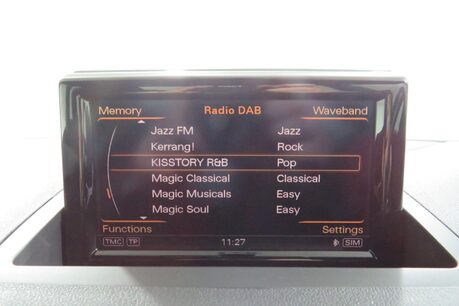 Memory Radio DAB Waveband
Jazz FM Jazz
Kerrang! Rock
KISSTORY R&B Pop
Magic Classical Classical
Magic Musicals Easy
Magic Soul Easy
Functions Settings
TMC TP 11:27 SIM